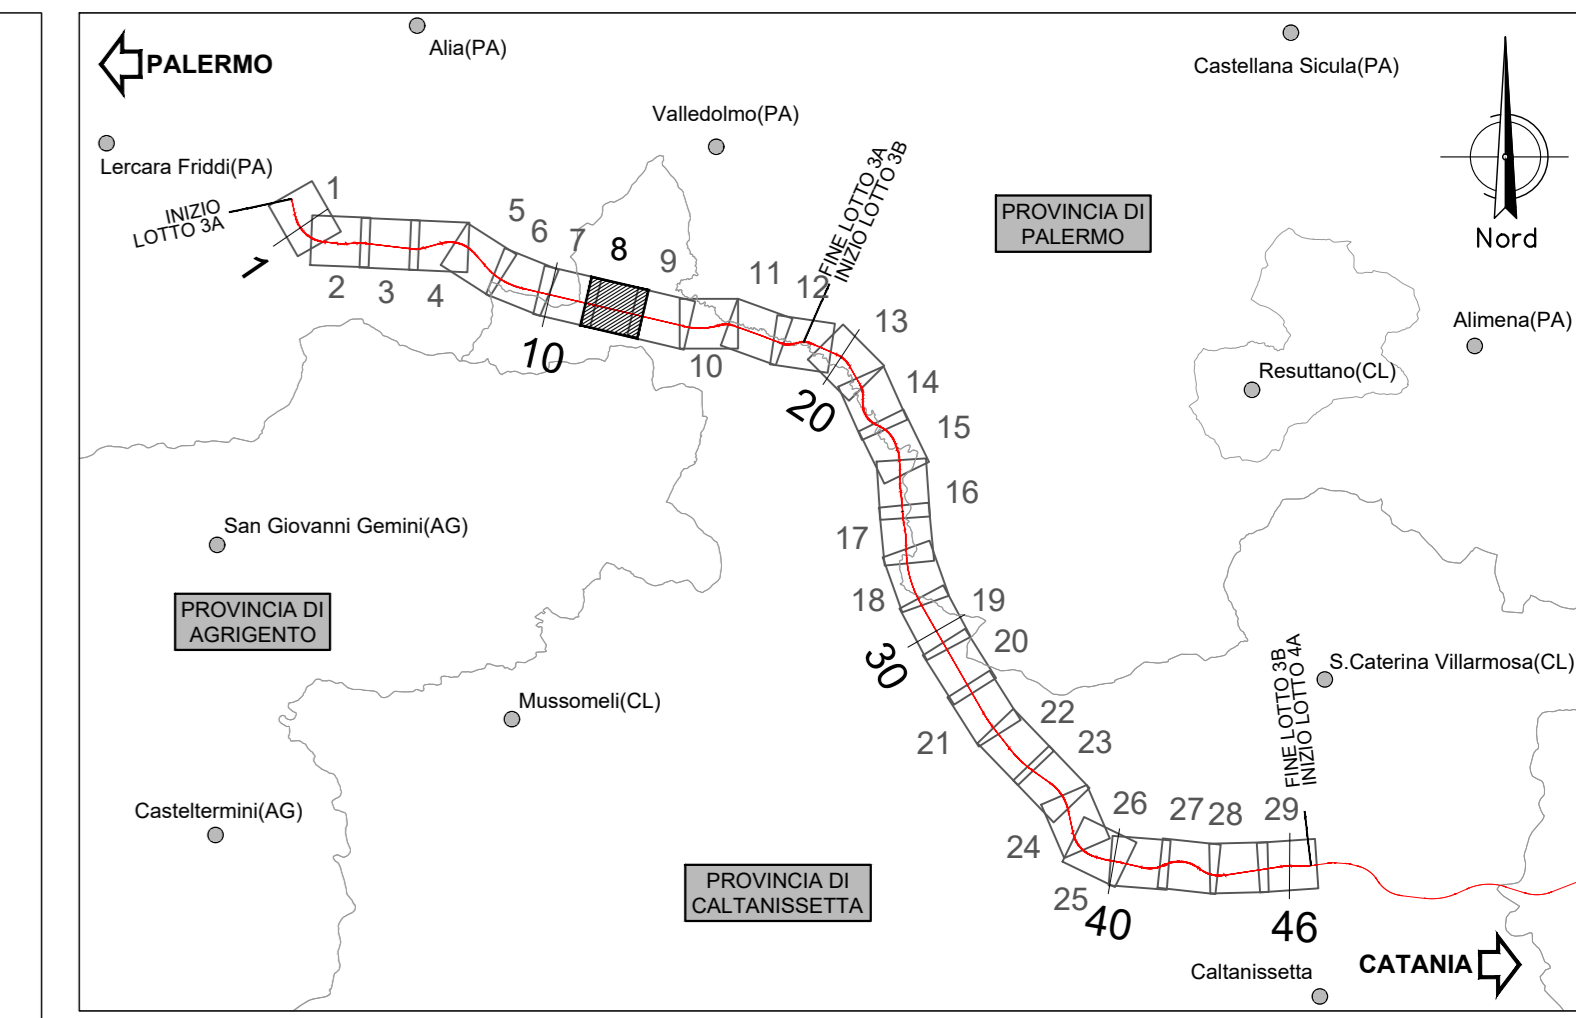 PALERMO
Alia(PA)
Castellana Sicula(PA)
Valledolmo(PA)
Lercara Friddi(PA)
Nord
INIZIO
LOTTO 3A
1
1
2
3
4
5
6
7
8
9
10
10
11
12
FINE LOTTO 3A
INIZIO LOTTO 3B
PROVINCIA DI
PALERMO
13
14
15
20
Alimena(PA)
Resuttano(CL)
16
17
San Giovanni Gemini(AG)
PROVINCIA DI
AGRIGENTO
18
19
20
30
Mussomeli(CL)
21
22
23
FINE LOTTO 3B
INIZIO LOTTO 4A
S.Caterina Villarmosa(CL)
Casteltermini(AG)
24
25
26
27
28
29
40
46
PROVINCIA DI
CALTANISSETTA
Caltanissetta
CATANIA